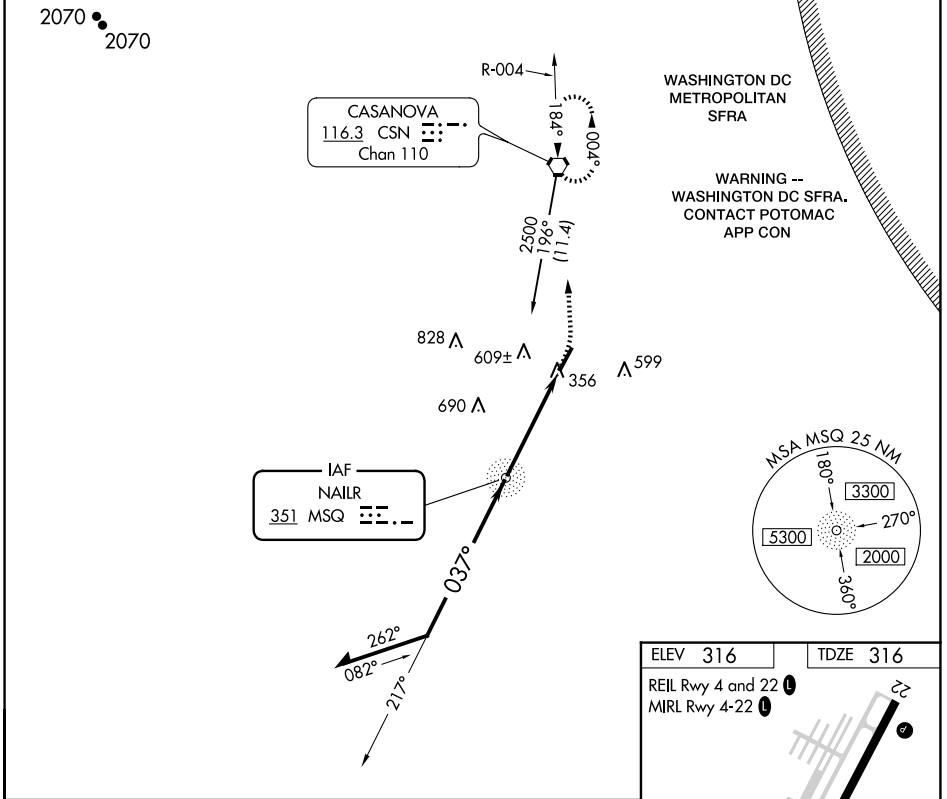 2070
2070
R-004
184°
004°
CASANOVA
116.3 CSN
Chan 110
WASHINGTON DC
METROPOLITAN
SFRA
WARNING --
WASHINGTON DC SFRA.
CONTACT POTOMAC
APP CON
2500
196°
(11.4)
828
609±
356
599
690
IAF
NAILR
351 MSQ
037°
262°
082°
217°
MSA MSQ 25 NM
180°
3300
270°
5300
2000
360°
ELEV 316
TDZE 316
REIL Rwy 4 and 22 L
MIRL Rwy 4-22 L
22
P